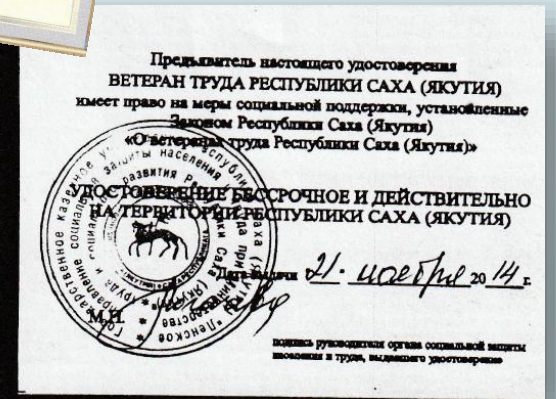 Предъявитель настоящего удостоверения
ВЕТЕРАН ТРУДА РЕСПУБЛИКИ САХА (ЯКУТИЯ)
имеет право на меры социальной поддержки, установленные
Законом Республики Саха (Якутия)
«О ветеранах труда Республики Саха (Якутия)»
УДОСТОВЕРЕНИЕ БЕССРОЧНОЕ И ДЕЙСТВИТЕЛЬНО
НА ТЕРРИТОРИИ РЕСПУБЛИКИ САХА (ЯКУТИЯ)
Дата выдачи 21. ноября 2014 г.
М.П.
подпись руководителя органа социальной защиты
населения и труда, выдавшего удостоверение